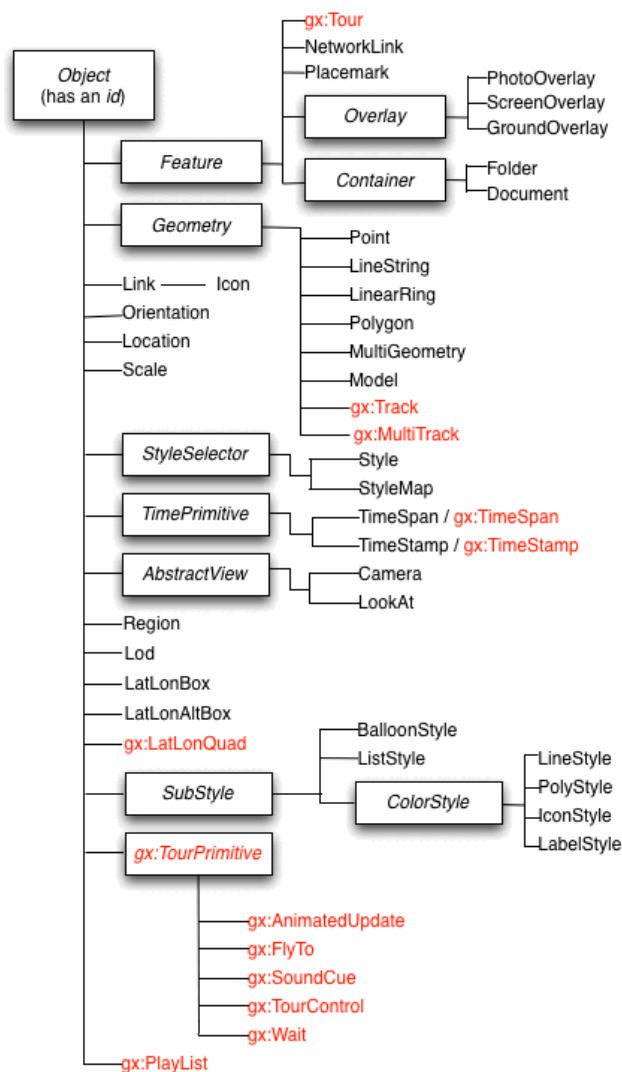 gx:Tour
NetworkLink
Placemark
Object
(has an id)
PhotoOverlay
Overlay
ScreenOverlay
GroundOverlay
Feature
Container
Folder
Document
Geometry
Point
LineString
LinearRing
Polygon
MultiGeometry
Model
gx:Track
gx:MultiTrack
Link Icon
Orientation
Location
Scale
StyleSelector
Style
StyleMap
TimePrimitive
TimeSpan / gx:TimeSpan
TimeStamp / gx:TimeStamp
AbstractView
Camera
LookAt
Region
Lod
LatLonBox
LatLonAltBox
gx:LatLonQuad
SubStyle
BalloonStyle
ListStyle
ColorStyle
LineStyle
PolyStyle
IconStyle
LabelStyle
gx:TourPrimitive
gx:AnimatedUpdate
gx:FlyTo
gx:SoundCue
gx:TourControl
gx:Wait
gx:PlayList